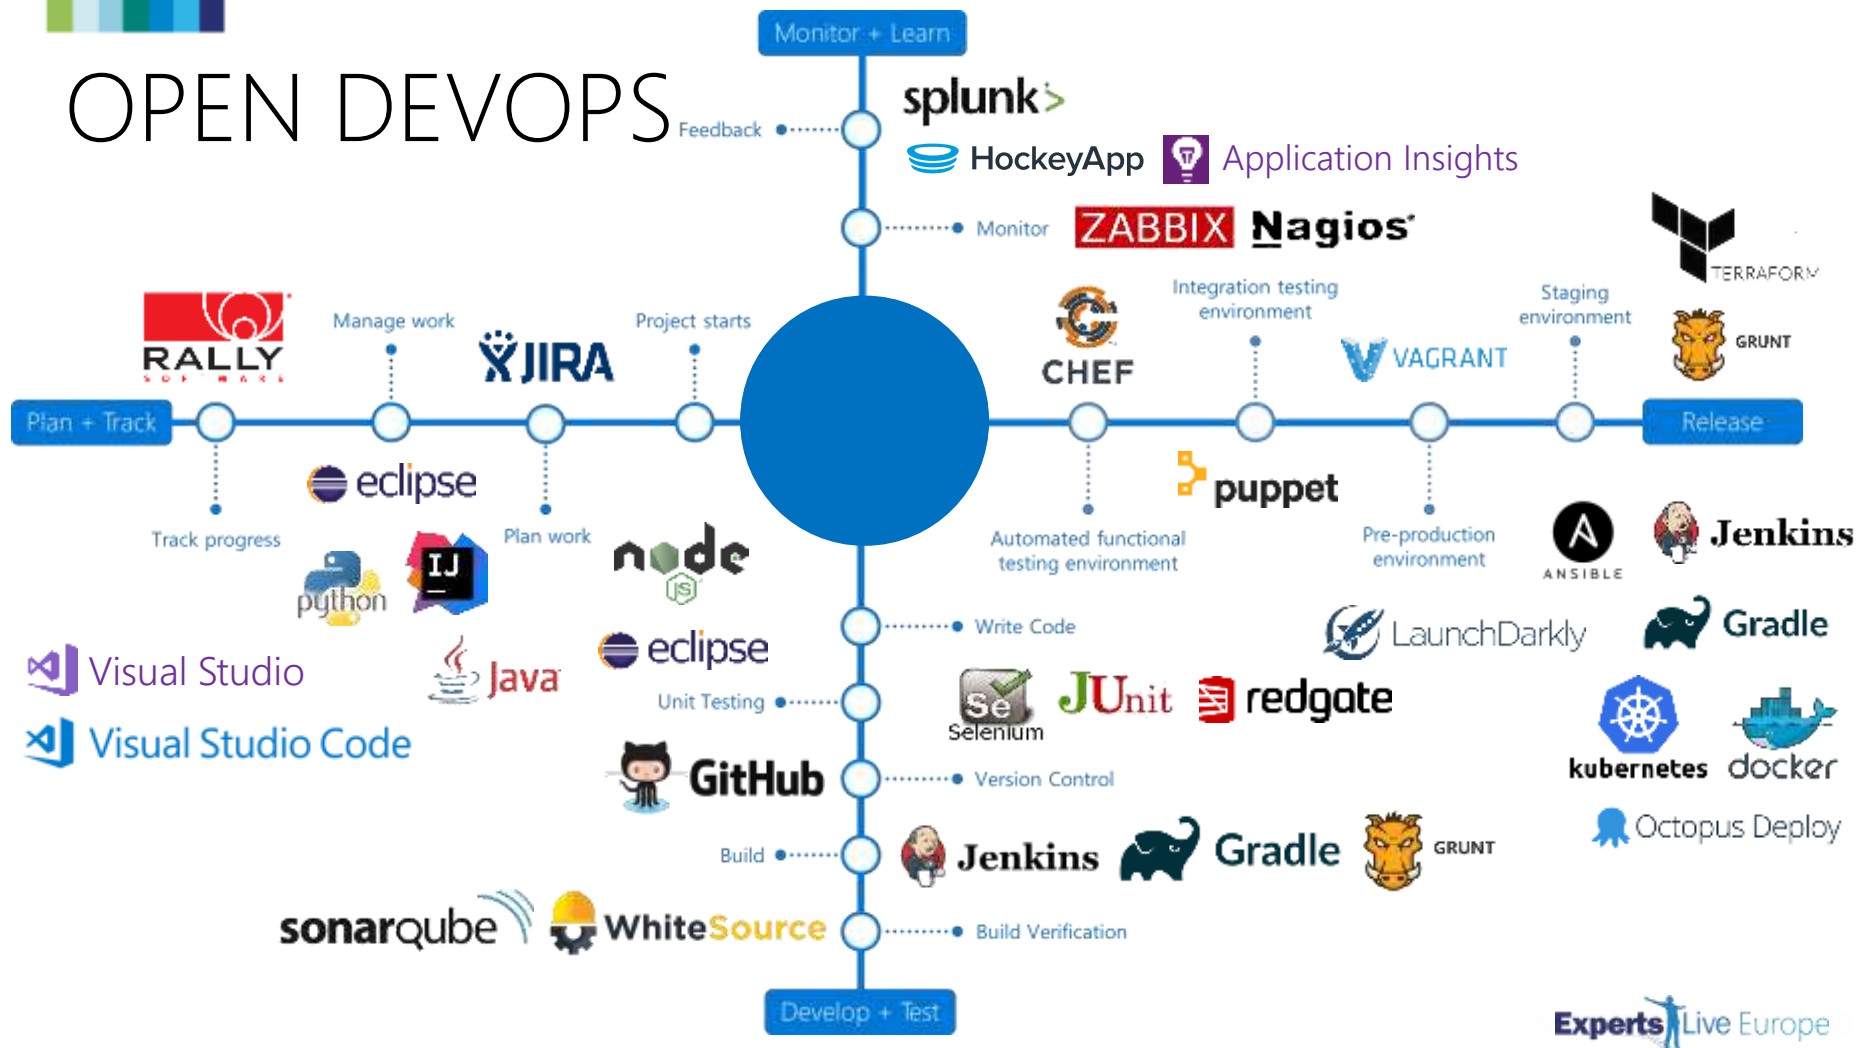 Monitor + Learn
OPEN DEVOPS
splunk>
Feedback
HockeyApp
Application Insights
Monitor
ZABBIX
Nagios
TERRAFORM
Integration testing
environment
Staging
environment
Manage work
Project starts
RALLY
SOFTWARE
JIRA
CHEF
VAGRANT
GRUNT
Plan + Track
Release
eclipse
puppet
Track progress
Plan work
node
JS
Automated functional
testing environment
Pre-production
environment
ANSIBLE
Jenkins
python
IJ
Write Code
LaunchDarkly
Gradle
Visual Studio
Java
eclipse
Unit Testing
Se
Selenium
JUnit
redgate
Visual Studio Code
GitHub
Version Control
kubernetes
docker
Octopus Deploy
Build
Jenkins
Gradle
GRUNT
sonarqube
WhiteSource
Build Verification
Develop + Test
Experts Live Europe